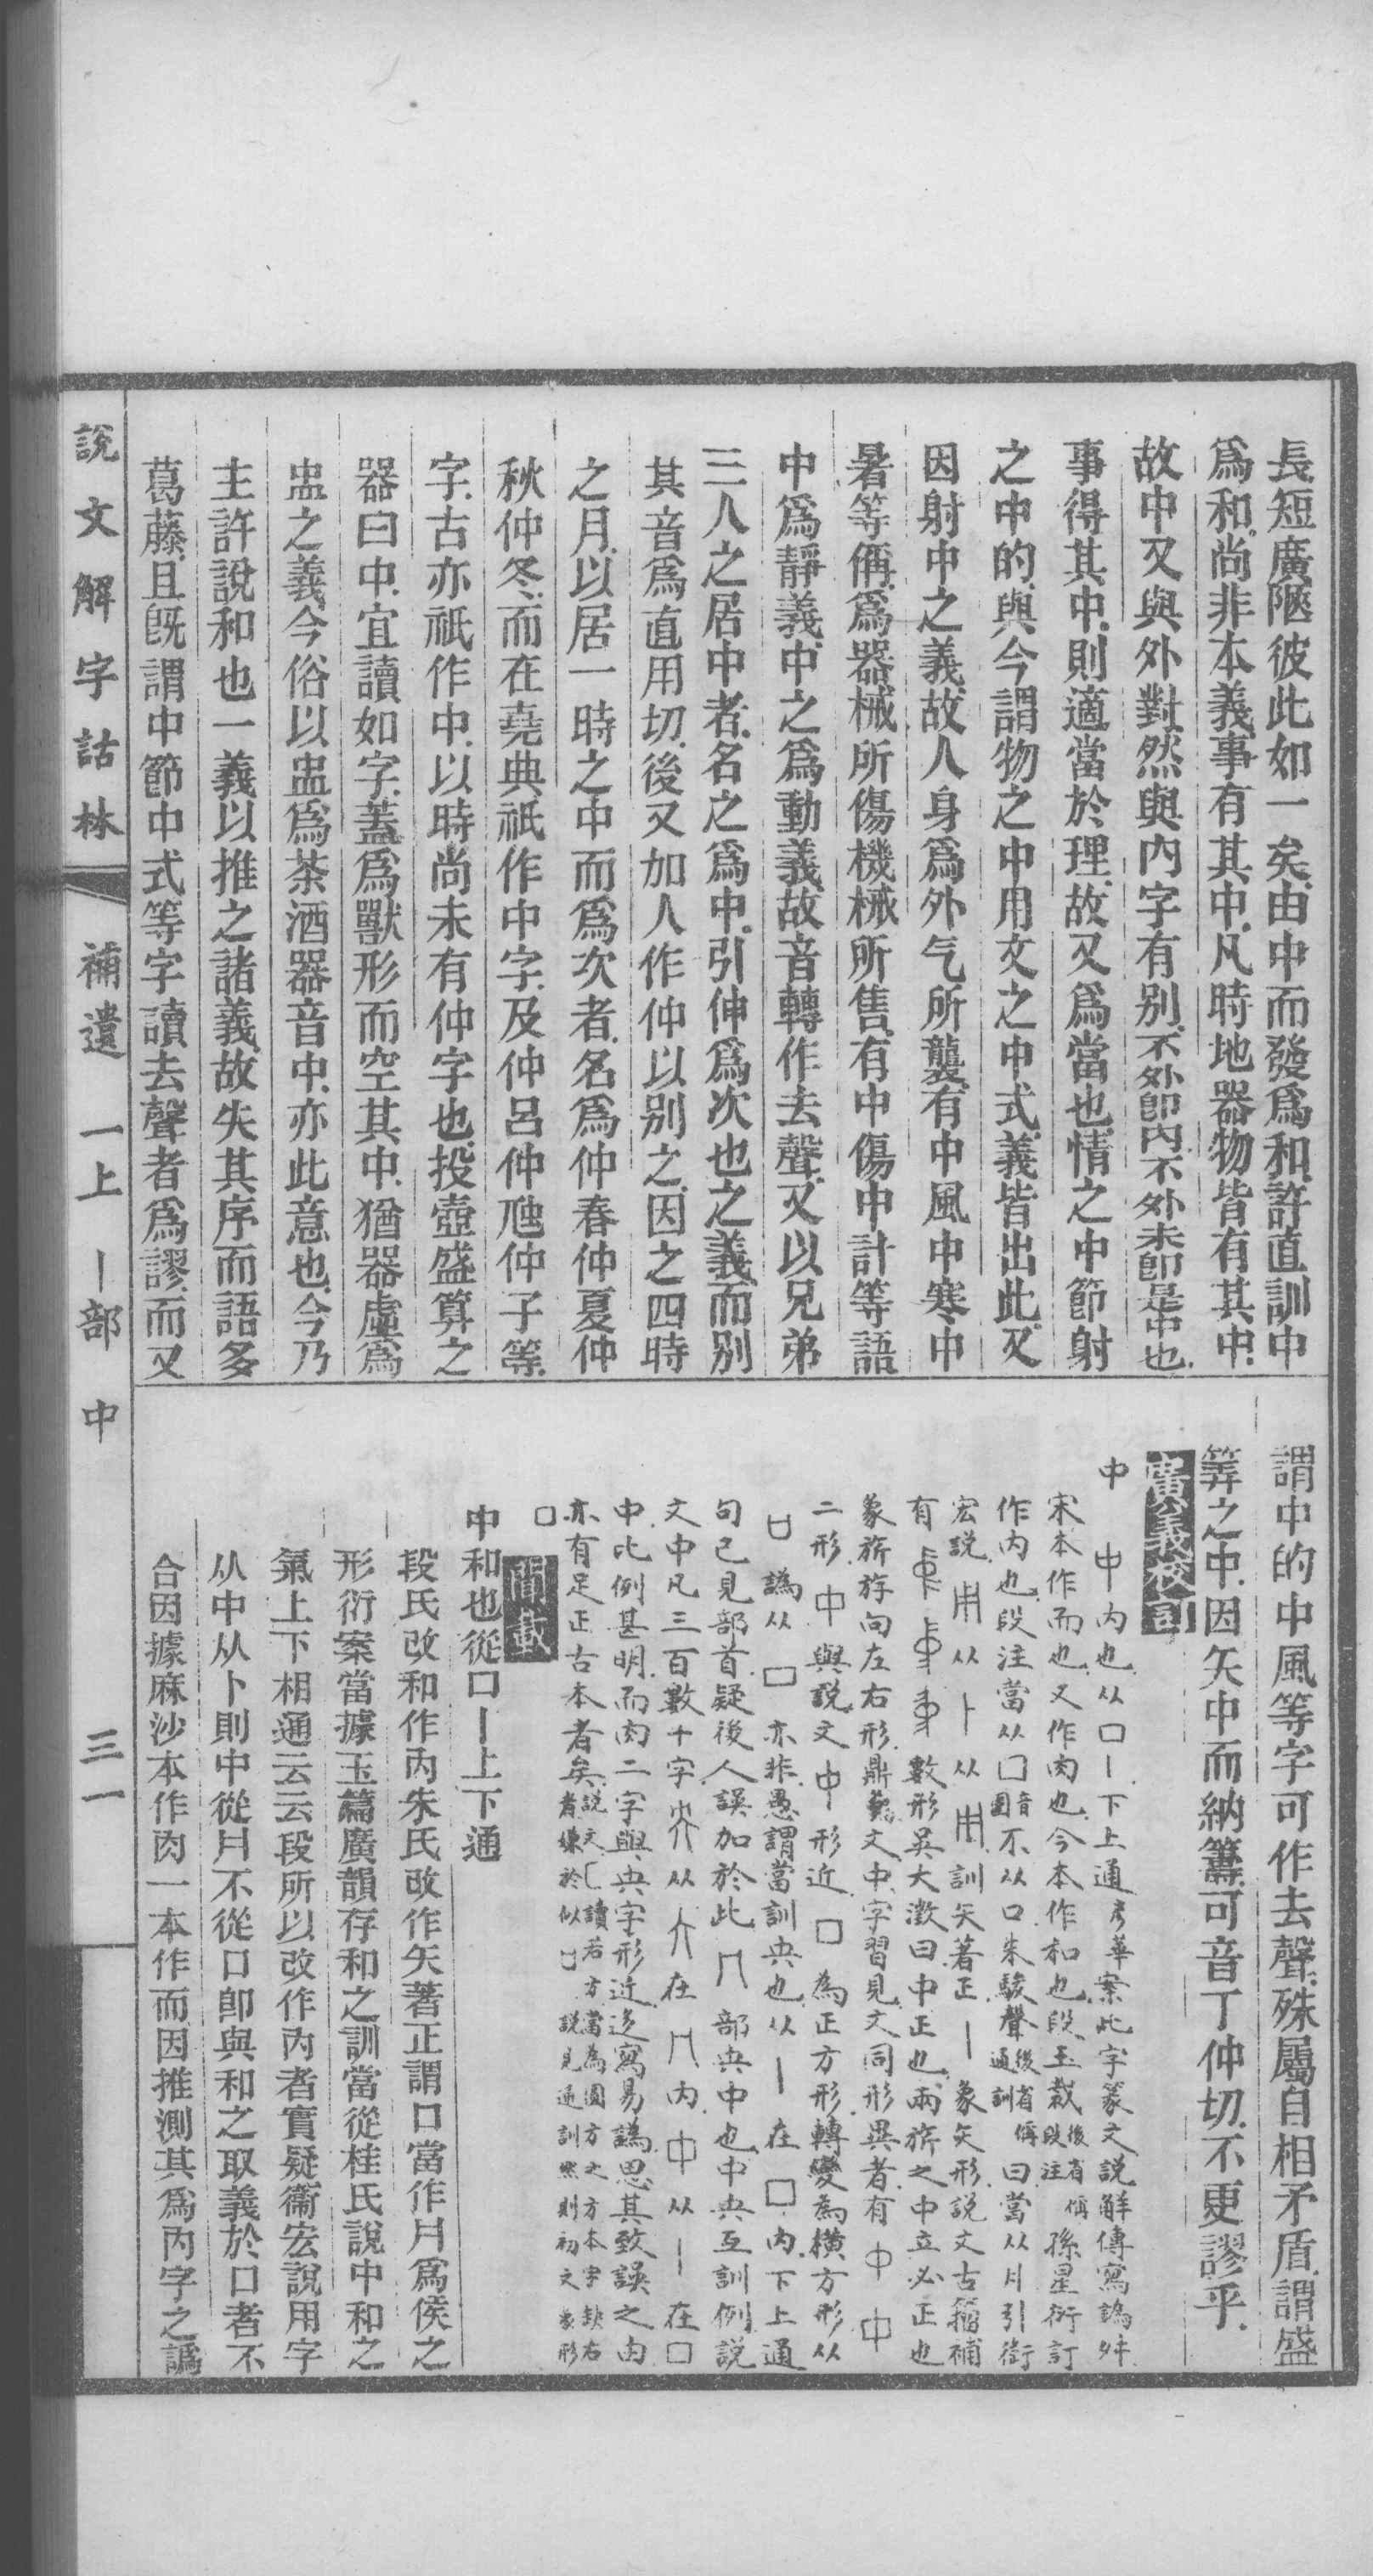 長短廣陿彼此如一矣由中而發爲和許直訓中
爲和尚非本義事有其中凡時地器物皆有其中
故中又與外對然與内字有别不外卽内不外未卽是中也
事得其中則適當於理故又爲當也情之中節射
之中的與今謂物之中用文之中式義皆出此又
因射中之義故人身爲外气所襲有中風中寒中
暑等偁爲器械所傷機械所售有中傷中計等語
中爲靜義中之爲動義故音轉作去聲又以兄弟
三人之居中者名之爲中引伸爲次也之義而别
其音爲直用切後又加人作仲以别之因之四時
之月以居一時之中而爲次者名爲仲春仲夏仲
秋仲冬而在堯典祇作中字及仲呂仲虺仲子等
字古亦祇作中以時尚未有仲字也投壺盛算之
器曰中宜讀如字蓋爲獸形而空其中猶器虛爲
盅之義今俗以盅爲茶酒器音中亦此意也今乃
主許說和也一義以推之諸義故失其序而語多
葛藤且旣謂中節中式等字讀去聲者爲謬而又
謂中的中風等字可作去聲殊屬自相矛盾謂盛
筭之中因矢中而納籌可音丁仲切不更謬乎
廣義校訂
中 中内也从口丨下上通彥華案此字篆文說解傳寫譌舛
宋本作而也又作肉也今本作和也段玉裁後省偁段注孫星衍訂
作内也段注當从囗音圍不从口朱駿聲後省偁通訓曰當从⺆引衛
宏說用从卜从中訓矢著正丨象矢形說文古籀補
有數形吳大澂曰中正也兩旂之中立必正也
象旂斿向左右形鼎彝文中字習見文同形異者有中中
二形中與說文中形近口為正方形轉變為橫方形从
譌从口亦非愚謂當訓央也从丨在口内下上通
句已見部首疑後人誤加於此冂部央中也中央互訓例說
文中凡三百數十字央从大在冂内中从丨在口
中比例甚明而肉二字與央字形近迻寫易譌思其致誤之由
亦有足正古本者矣說文匚讀若方當為圓方之方本字缺右者嫌於似凵說見通訓然則初文象形
口
間載
中和也從口丨上下通
段氏改和作内朱氏改作矢著正謂口當作⺆爲侯之
形衍案當據玉篇廣韻存和之訓當從桂氏說中和之
氣上下相通云云段所以改作内者實疑衞宏說用字
从中从卜則中從⺆不從口卽與和之取義於口者不
合因據麻沙本作肉一本作而因推測其爲内字之譌
說文解字詁林 補遺 一上 丨部 中 三一